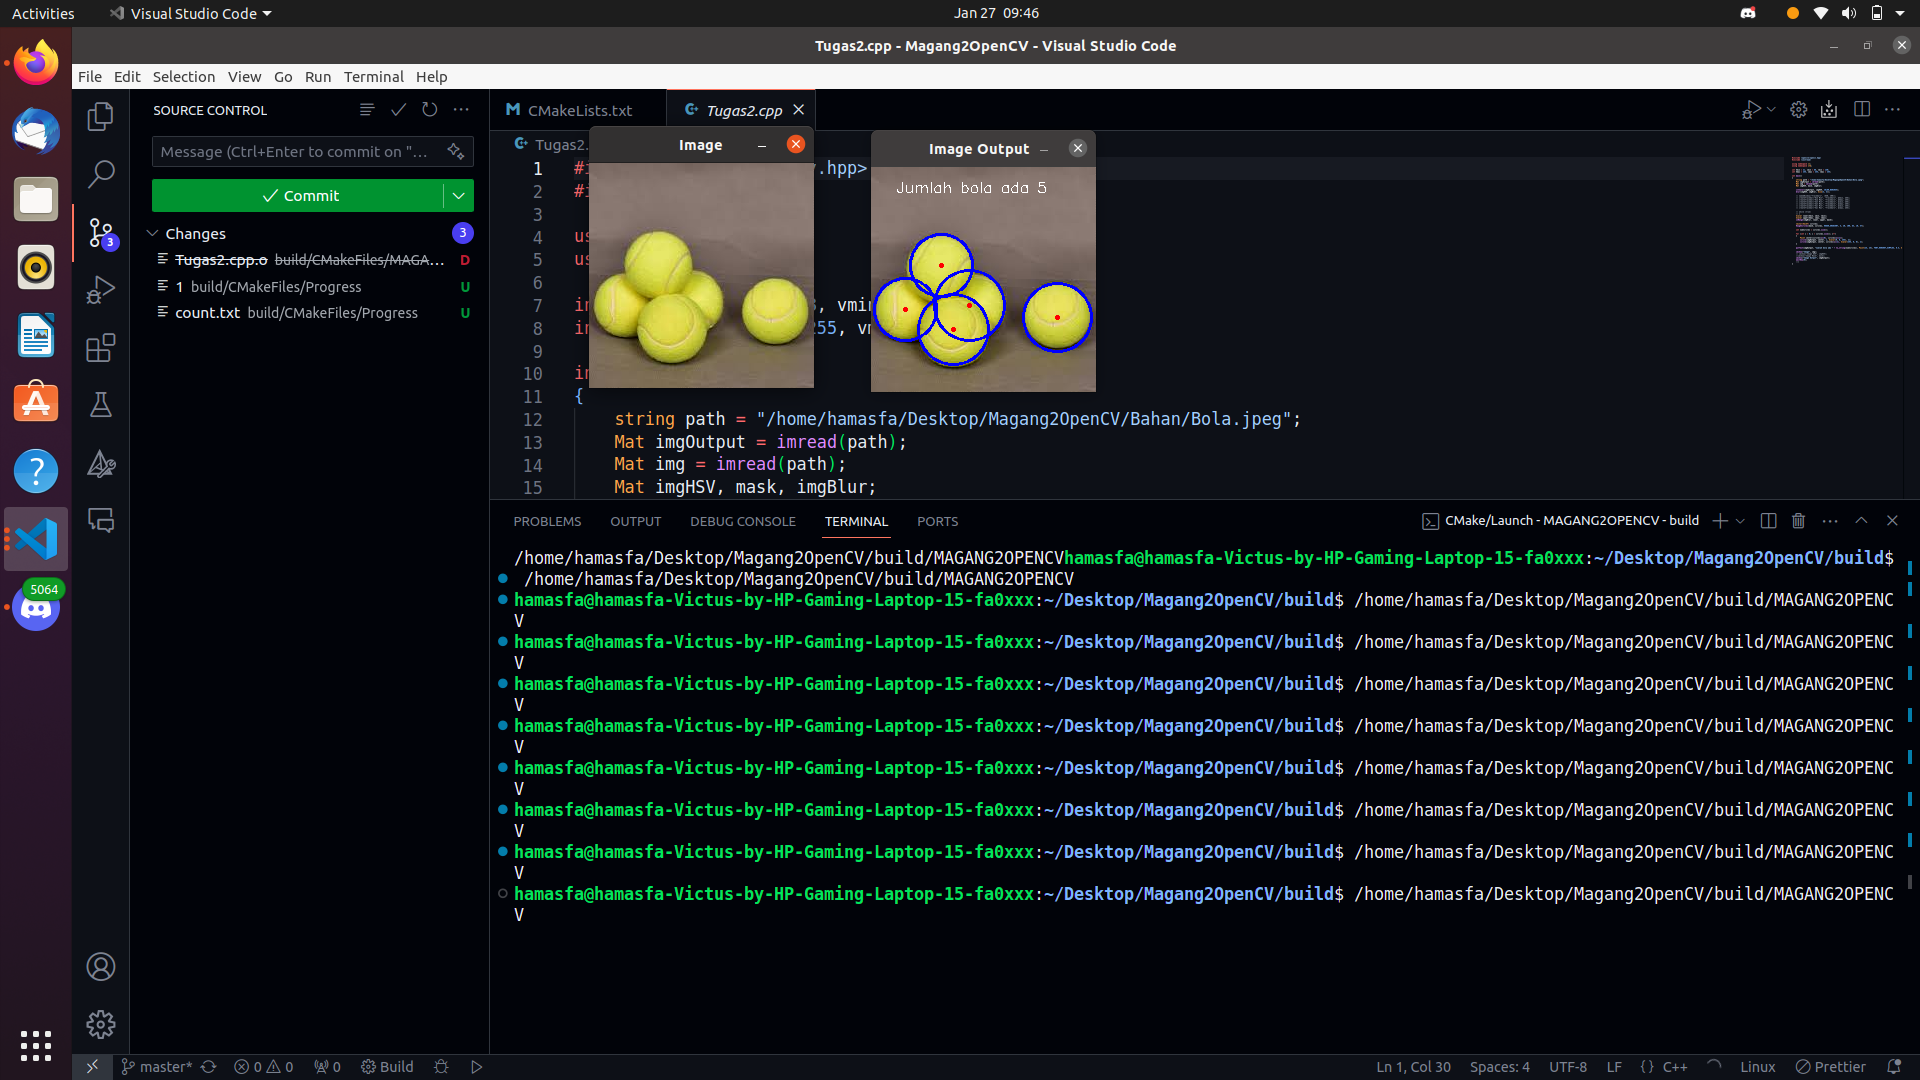 Activities
Visual Studio Code
Jan 27 09:46
Tugas2.cpp - Magang2OpenCV - Visual Studio Code
File Edit Selection View Go Run Terminal Help
SOURCE CONTROL
Message (Ctrl+Enter to commit on "...
Commit
Changes 3
Tugas2.cpp.o build/CMakeFiles/MAGA... D
1 build/CMakeFiles/Progress U
count.txt build/CMakeFiles/Progress U
3
5064
CMakeLists.txt
Tugas2.cpp
Tugas2.
Image
Image Output
Jumlah bola ada 5
1 #i .hpp>
2 #i
3
4 us
5 us
6
7 in 3, vmin
8 in 255, vm
9
10 in
11 {
12 string path = "/home/hamasfa/Desktop/Magang2OpenCV/Bahan/Bola.jpeg";
13 Mat imgOutput = imread(path);
14 Mat img = imread(path);
15 Mat imgHSV, mask, imgBlur;
PROBLEMS OUTPUT DEBUG CONSOLE TERMINAL PORTS
CMake/Launch - MAGANG2OPENCV - build
/home/hamasfa/Desktop/Magang2OpenCV/build/MAGANG2OPENCVhamasfa@hamasfa-Victus-by-HP-Gaming-Laptop-15-fa0xxx:~/Desktop/Magang2OpenCV/build$
/home/hamasfa/Desktop/Magang2OpenCV/build/MAGANG2OPENCV
hamasfa@hamasfa-Victus-by-HP-Gaming-Laptop-15-fa0xxx:~/Desktop/Magang2OpenCV/build$ /home/hamasfa/Desktop/Magang2OpenCV/build/MAGANG2OPENC
V
hamasfa@hamasfa-Victus-by-HP-Gaming-Laptop-15-fa0xxx:~/Desktop/Magang2OpenCV/build$ /home/hamasfa/Desktop/Magang2OpenCV/build/MAGANG2OPENC
V
hamasfa@hamasfa-Victus-by-HP-Gaming-Laptop-15-fa0xxx:~/Desktop/Magang2OpenCV/build$ /home/hamasfa/Desktop/Magang2OpenCV/build/MAGANG2OPENC
V
hamasfa@hamasfa-Victus-by-HP-Gaming-Laptop-15-fa0xxx:~/Desktop/Magang2OpenCV/build$ /home/hamasfa/Desktop/Magang2OpenCV/build/MAGANG2OPENC
V
hamasfa@hamasfa-Victus-by-HP-Gaming-Laptop-15-fa0xxx:~/Desktop/Magang2OpenCV/build$ /home/hamasfa/Desktop/Magang2OpenCV/build/MAGANG2OPENC
V
hamasfa@hamasfa-Victus-by-HP-Gaming-Laptop-15-fa0xxx:~/Desktop/Magang2OpenCV/build$ /home/hamasfa/Desktop/Magang2OpenCV/build/MAGANG2OPENC
V
hamasfa@hamasfa-Victus-by-HP-Gaming-Laptop-15-fa0xxx:~/Desktop/Magang2OpenCV/build$ /home/hamasfa/Desktop/Magang2OpenCV/build/MAGANG2OPENC
V
hamasfa@hamasfa-Victus-by-HP-Gaming-Laptop-15-fa0xxx:~/Desktop/Magang2OpenCV/build$ /home/hamasfa/Desktop/Magang2OpenCV/build/MAGANG2OPENC
V
master* 0 0 0 Build
Ln 1, Col 30 Spaces: 4 UTF-8 LF {} C++ Linux Prettier